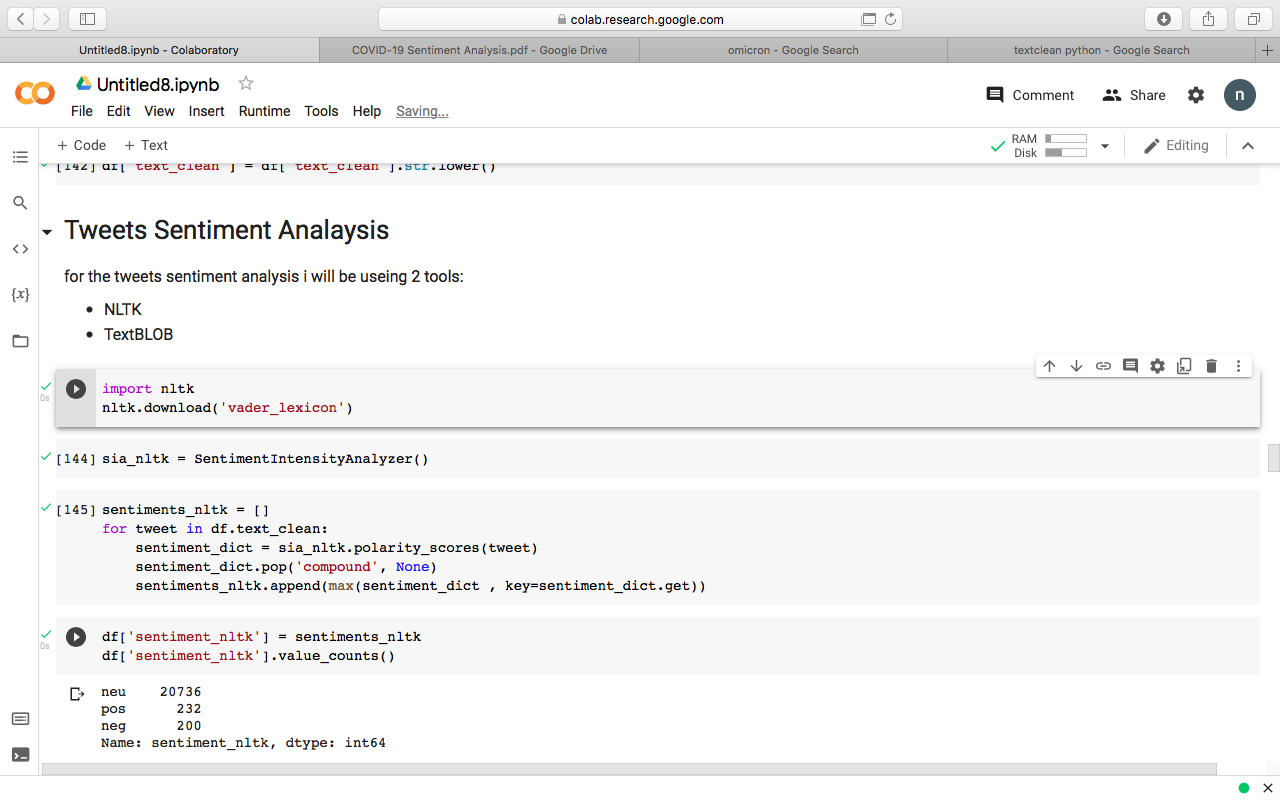 colab.research.google.com
Untitled8.ipynb - Colaboratory
COVID-19 Sentiment Analysis.pdf - Google Drive
omicron - Google Search
textclean python - Google Search
Untitled8.ipynb
File Edit View Insert Runtime Tools Help Saving...
Comment
Share
n
+ Code + Text
RAM
Disk
Editing
[142] df['text_clean'] = df['text_clean'].str.lower()
Tweets Sentiment Analaysis
for the tweets sentiment analysis i will be useing 2 tools:
• NLTK
• TextBLOB
0s
import nltk
nltk.download('vader_lexicon')
[144] sia_nltk = SentimentIntensityAnalyzer()
[145] sentiments_nltk = []
for tweet in df.text_clean:
sentiment_dict = sia_nltk.polarity_scores(tweet)
sentiment_dict.pop('compound', None)
sentiments_nltk.append(max(sentiment_dict , key=sentiment_dict.get))
0s
df['sentiment_nltk'] = sentiments_nltk
df['sentiment_nltk'].value_counts()
neu 20736
pos 232
neg 200
Name: sentiment_nltk, dtype: int64